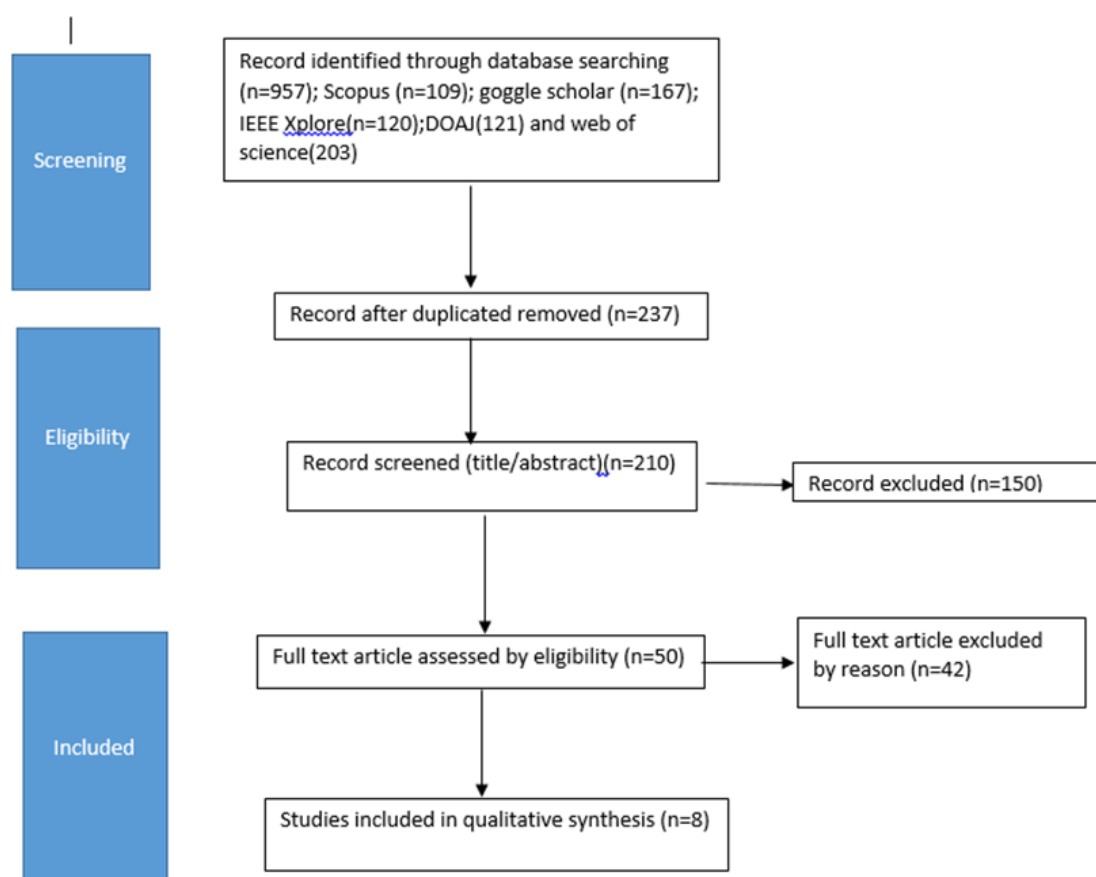 Record identified through database searching
(n=957); Scopus (n=109); goggle scholar (n=167);
IEEE Xplore(n=120);DOAJ(121) and web of
science(203)
Screening
Record after duplicated removed (n=237)
Eligibility
Record screened (title/abstract)(n=210)
Record excluded (n=150)
Full text article assessed by eligibility (n=50)
Full text article excluded
by reason (n=42)
Included
Studies included in qualitative synthesis (n=8)